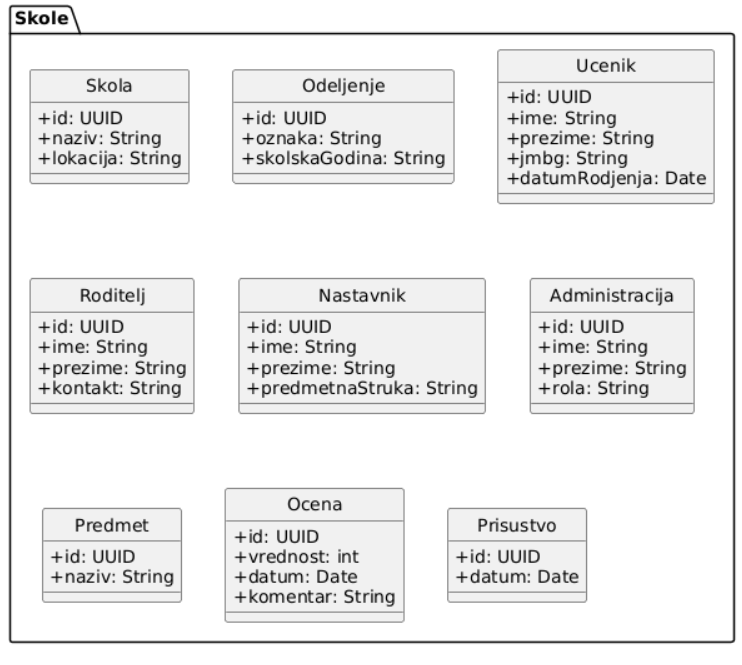 Skole
Skola
+id: UUID
+naziv: String
+lokacija: String
Odeljenje
+id: UUID
+oznaka: String
+skolskaGodina: String
Ucenik
+id: UUID
+ime: String
+prezime: String
+jmbg: String
+datumRodjenja: Date
Roditelj
+id: UUID
+ime: String
+prezime: String
+kontakt: String
Nastavnik
+id: UUID
+ime: String
+prezime: String
+predmetnaStruka: String
Administracija
+id: UUID
+ime: String
+prezime: String
+rola: String
Predmet
+id: UUID
+naziv: String
Ocena
+id: UUID
+vrednost: int
+datum: Date
+komentar: String
Prisustvo
+id: UUID
+datum: Date